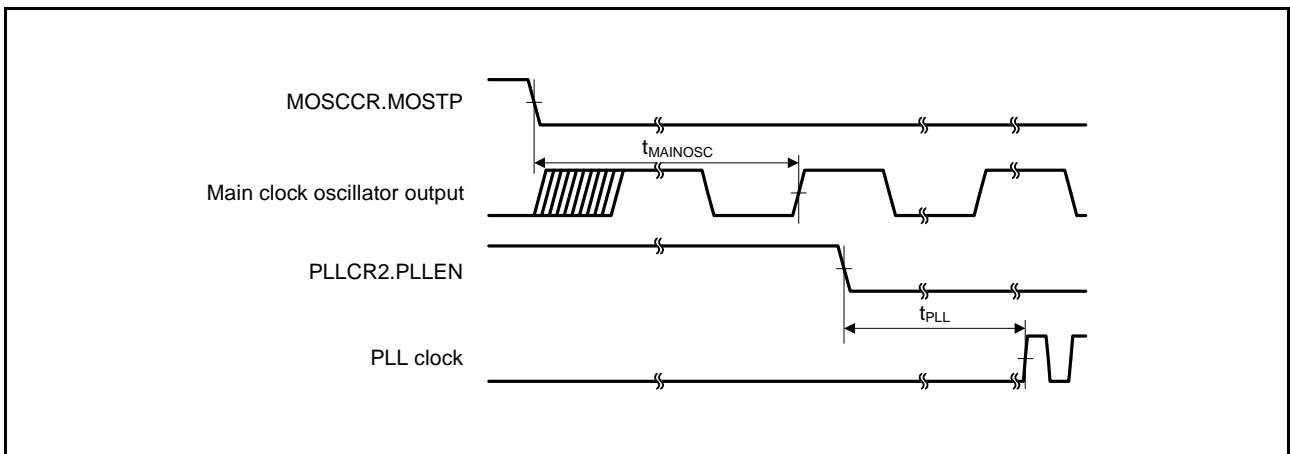 MOSCCR.MOSTP
tMAINOSC
Main clock oscillator output
PLLCR2.PLLEN
tPLL
PLL clock